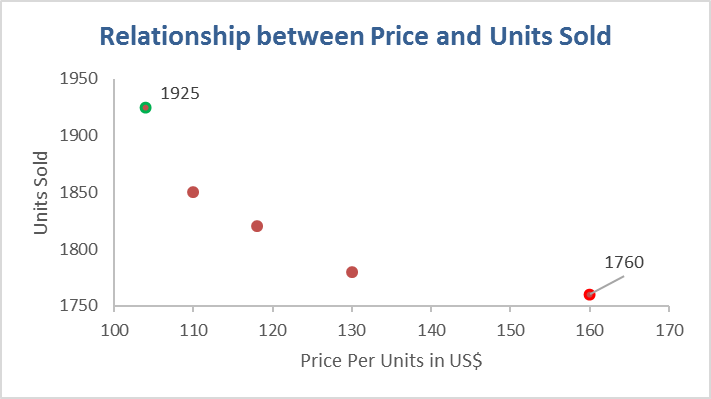 Relationship between Price and Units Sold
1950
1900
1850
1800
1750
Units Sold
1925
1760
100 110 120 130 140 150 160 170
Price Per Units in US$